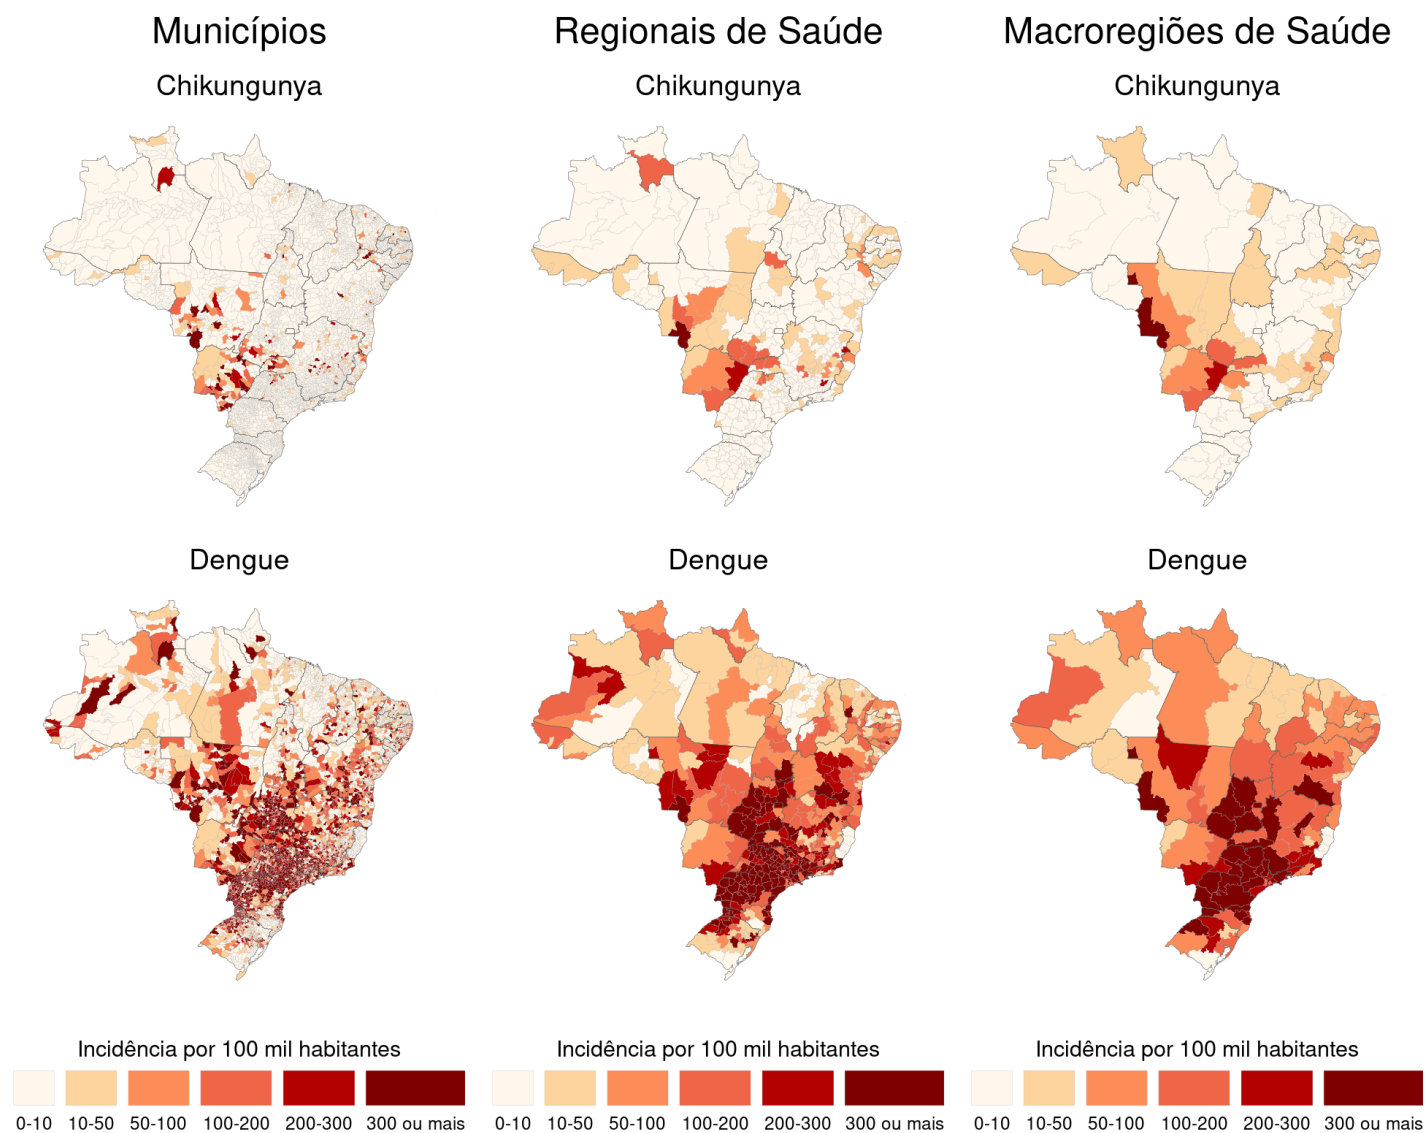 Municípios Regionais de Saúde Macroregiões de Saúde
Chikungunya Chikungunya Chikungunya
Dengue Dengue Dengue
Incidência por 100 mil habitantes Incidência por 100 mil habitantes Incidência por 100 mil habitantes
0-10 10-50 50-100 100-200 200-300 300 ou mais 0-10 10-50 50-100 100-200 200-300 300 ou mais 0-10 10-50 50-100 100-200 200-300 300 ou mais